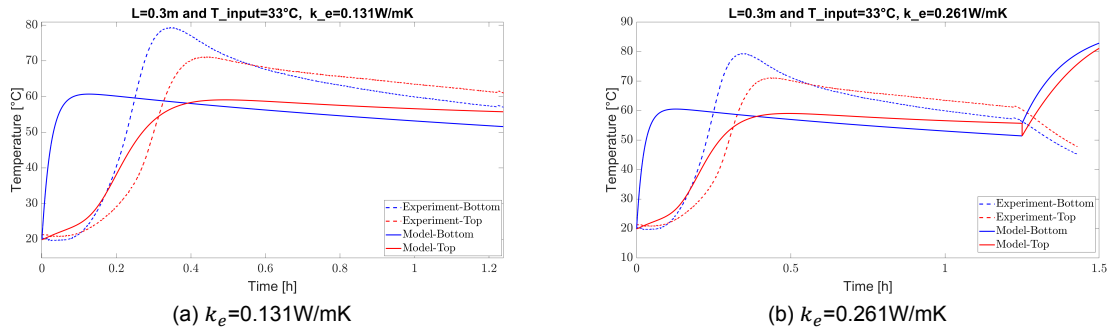 L=0.3m and T_input=33°C, k_e=0.131W/mK
80
70
60
50
40
30
20
Temperature [°C]
Experiment-Bottom
Experiment-Top
Model-Bottom
Model-Top
0
0.2
0.4
0.6
0.8
1
1.2
Time [h]
(a) k_e=0.131W/mK
L=0.3m and T_input=33°C, k_e=0.261W/mK
90
80
70
60
50
40
30
20
10
Temperature [°C]
Experiment-Bottom
Experiment-Top
Model-Bottom
Model-Top
0
0.5
1
1.5
Time [h]
(b) k_e=0.261W/mK